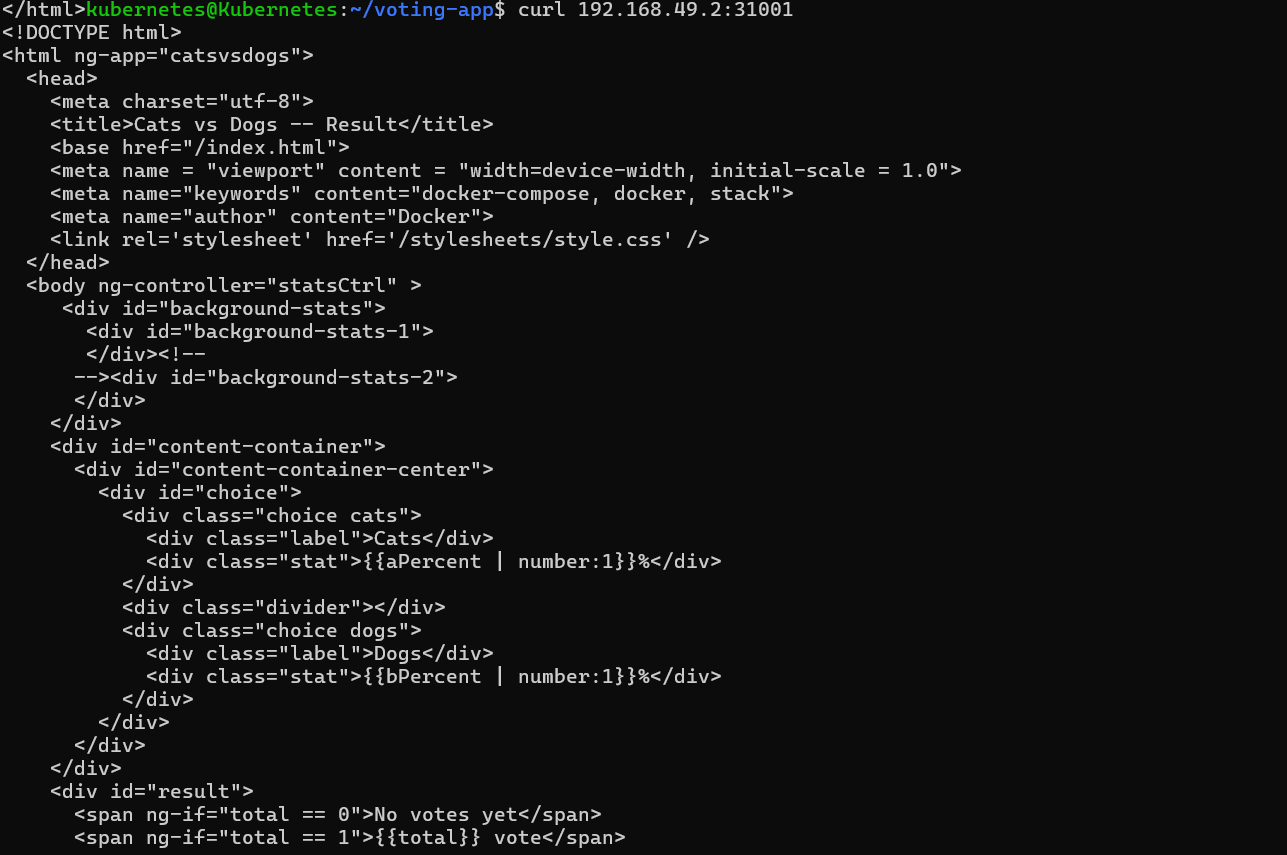 </html>kubernetes@Kubernetes:~/voting-app$ curl 192.168.49.2:31001
<!DOCTYPE html>
<html ng-app="catsvsdogs">
  <head>
    <meta charset="utf-8">
    <title>Cats vs Dogs -- Result</title>
    <base href="/index.html">
    <meta name = "viewport" content = "width=device-width, initial-scale = 1.0">
    <meta name="keywords" content="docker-compose, docker, stack">
    <meta name="author" content="Docker">
    <link rel='stylesheet' href='/stylesheets/style.css' />
  </head>
  <body ng-controller="statsCtrl" >
     <div id="background-stats">
       <div id="background-stats-1">
       </div><!--
      --><div id="background-stats-2">
      </div>
    </div>
    <div id="content-container">
      <div id="content-container-center">
        <div id="choice">
          <div class="choice cats">
            <div class="label">Cats</div>
            <div class="stat">{{aPercent | number:1}}%</div>
          </div>
          <div class="divider"></div>
          <div class="choice dogs">
            <div class="label">Dogs</div>
            <div class="stat">{{bPercent | number:1}}%</div>
          </div>
        </div>
      </div>
    </div>
    <div id="result">
      <span ng-if="total == 0">No votes yet</span>
      <span ng-if="total == 1">{{total}} vote</span>